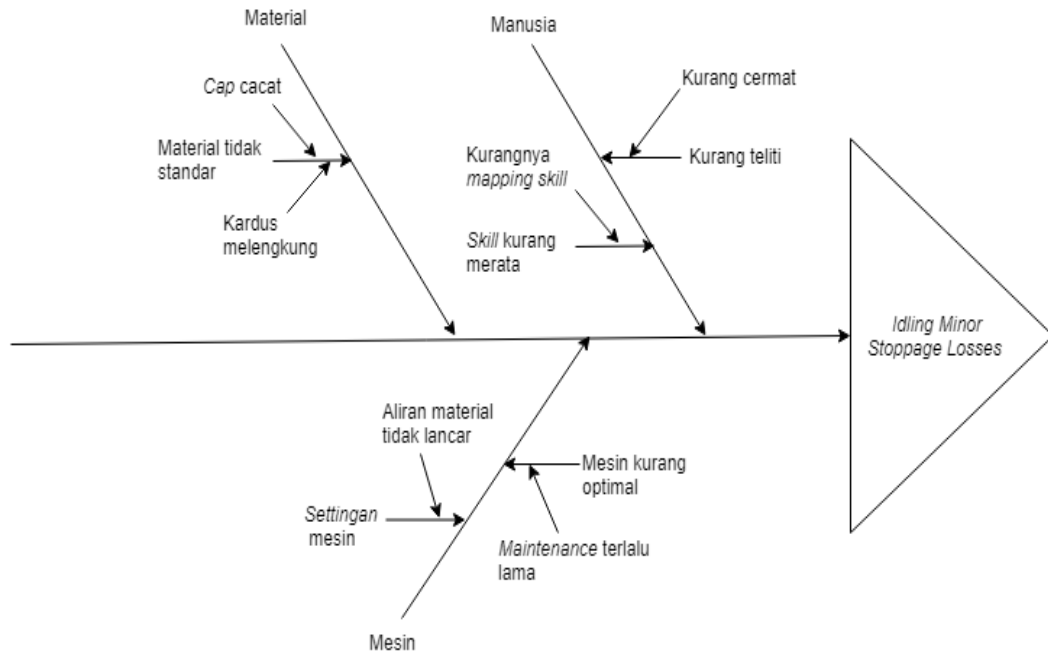 Material
Manusia
Cap cacat
Kurang cermat
Material tidak
standar
Kurangnya
mapping skill
Kurang teliti
Kardus
melengkung
Skill kurang
merata
Idling Minor
Stoppage Losses
Aliran material
tidak lancar
Mesin kurang
optimal
Settingan
mesin
Maintenance terlalu
lama
Mesin